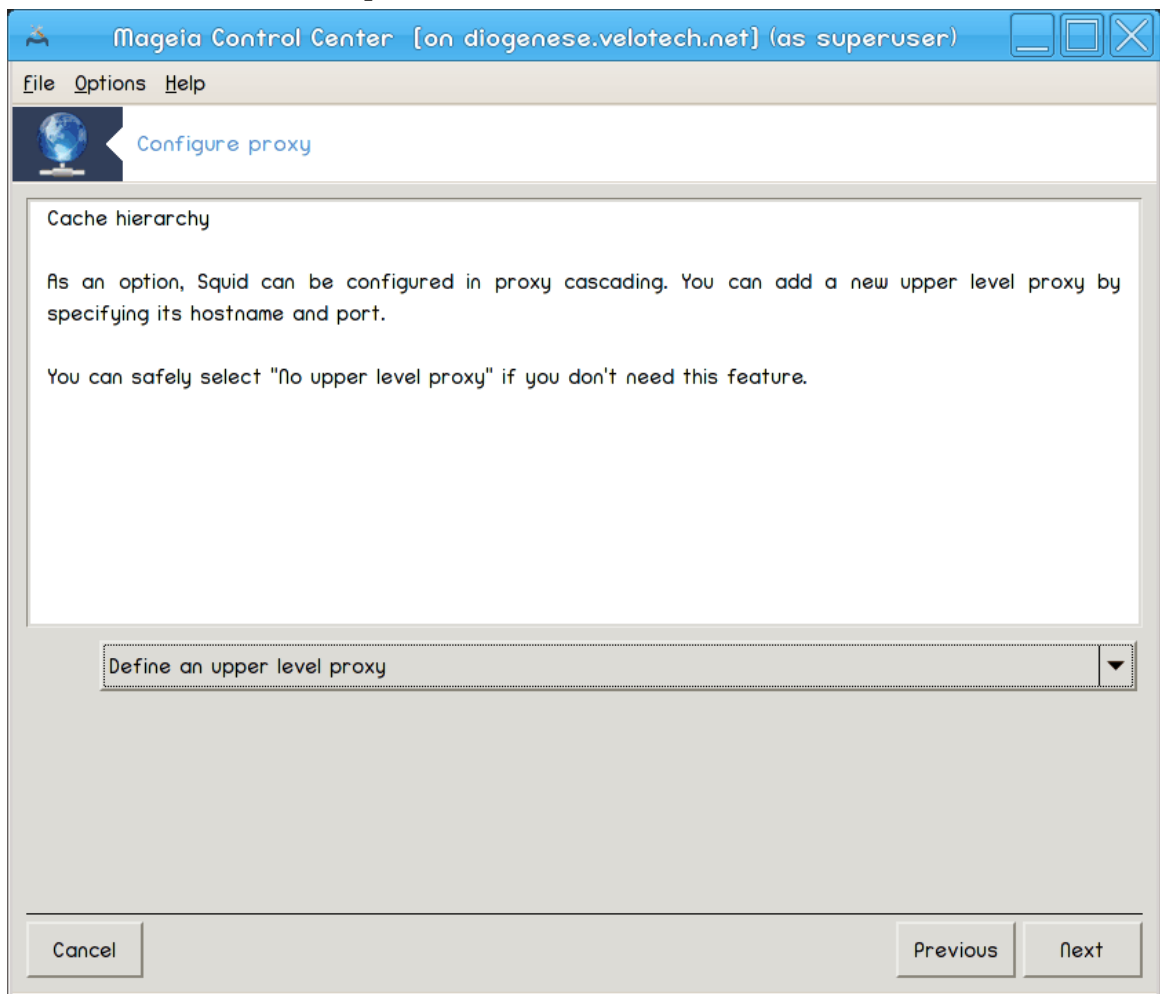 Mageia Control Center [on diogenese.velotech.net] (as superuser)
File Options Help
Configure proxy
Cache hierarchy
As an option, Squid can be configured in proxy cascading. You can add a new upper level proxy by
specifying its hostname and port.
You can safely select "No upper level proxy" if you don't need this feature.
Define an upper level proxy
Cancel Previous Next